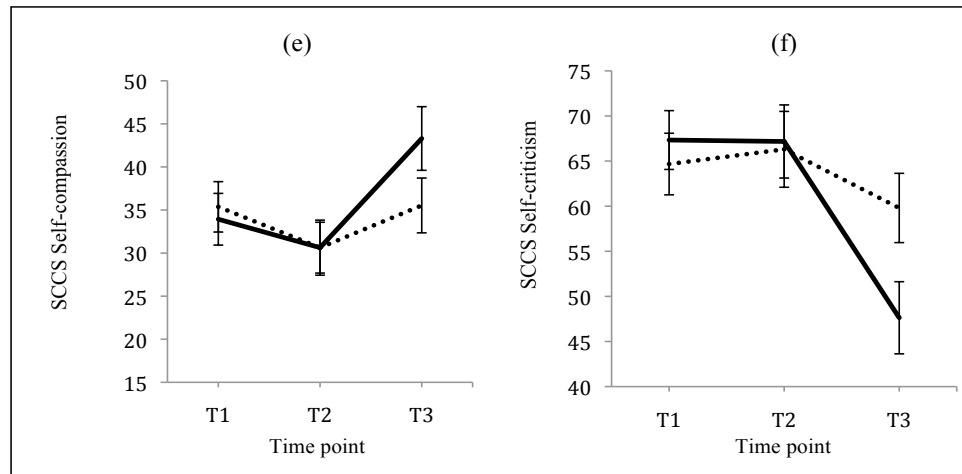 (e)
SCCS Self-compassion
50
45
40
35
30
25
20
15
T1
T2
T3
Time point
(f)
SCCS Self-criticism
75
70
65
60
55
50
45
40
T1
T2
T3
Time point